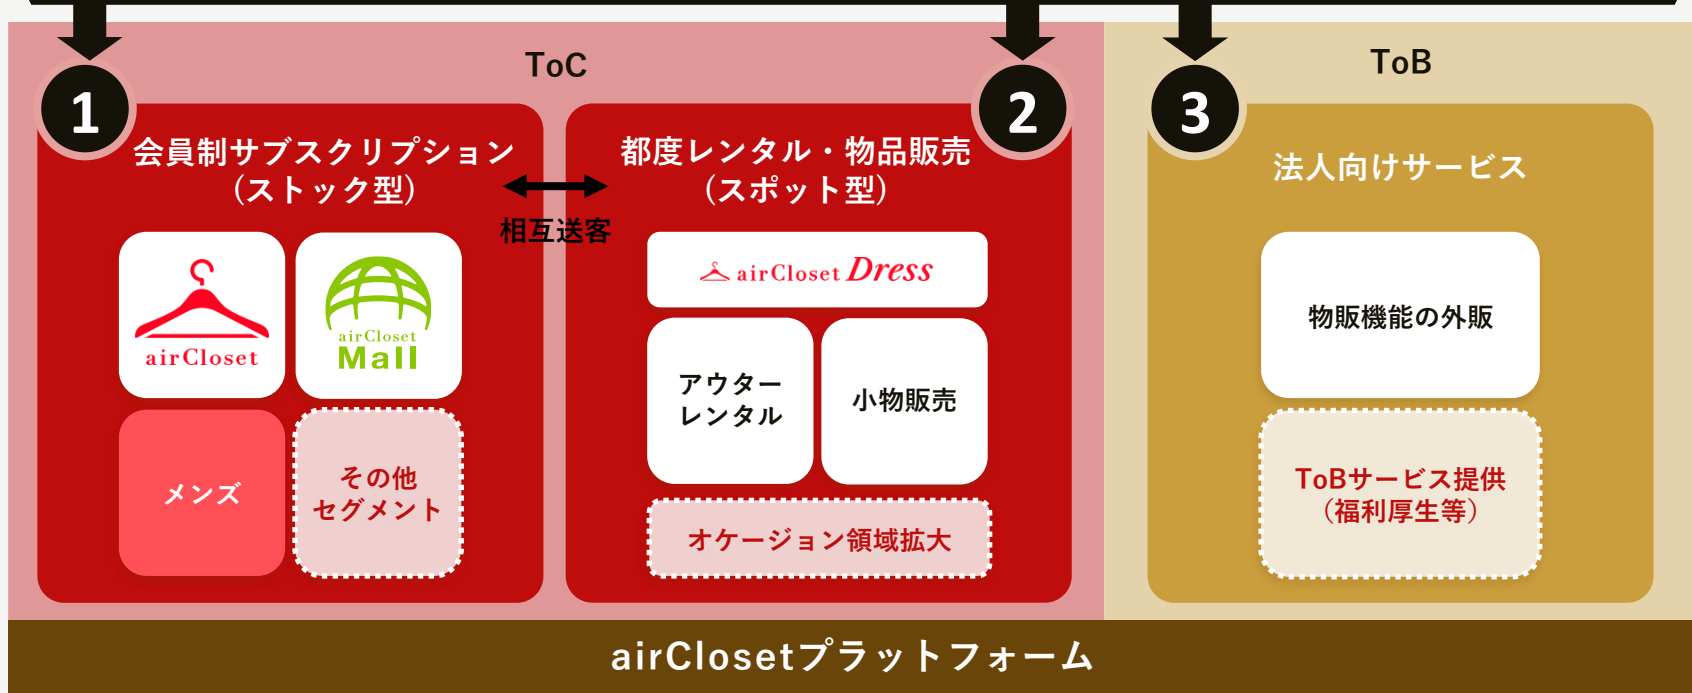 ToC
ToB
1
2
3
会員制サブスクリプション
(ストック型)
相互送客
都度レンタル・物品販売
(スポット型)
法人向けサービス
airCloset
airCloset
Mall
メンズ
その他
セグメント
airCloset Dress
アウター
レンタル
小物販売
オケージョン領域拡大
物販機能の外販
ToBサービス提供
(福利厚生等)
airClosetプラットフォーム